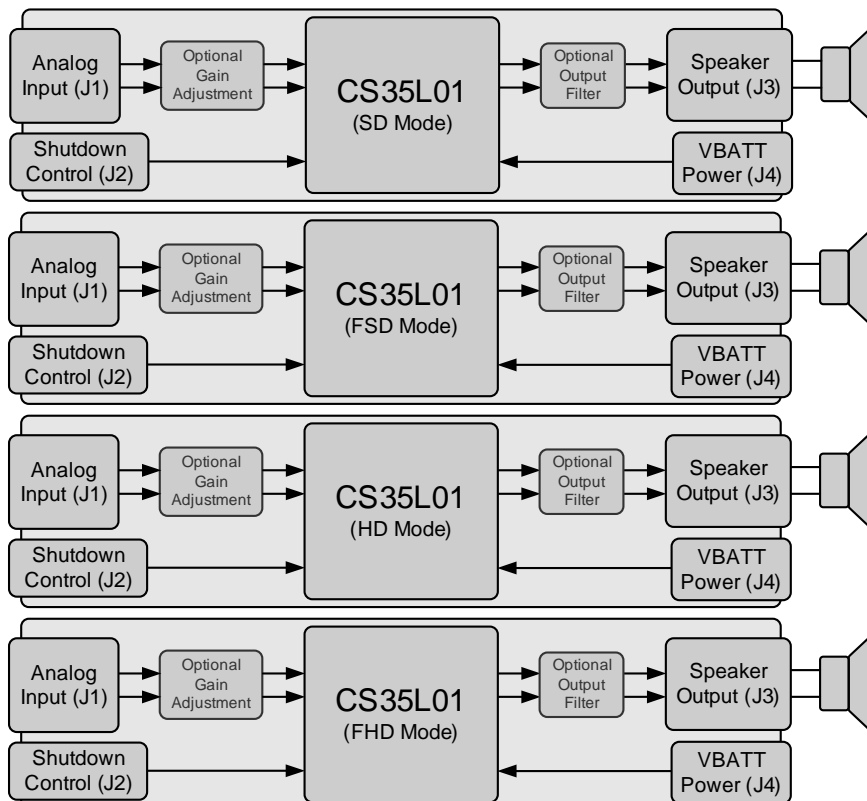 Analog
Input (J1)
Optional
Gain
Adjustment
CS35L01
(SD Mode)
Optional
Output
Filter
Speaker
Output (J3)
Shutdown
Control (J2)
VBATT
Power (J4)
Analog
Input (J1)
Optional
Gain
Adjustment
CS35L01
(FSD Mode)
Optional
Output
Filter
Speaker
Output (J3)
Shutdown
Control (J2)
VBATT
Power (J4)
Analog
Input (J1)
Optional
Gain
Adjustment
CS35L01
(HD Mode)
Optional
Output
Filter
Speaker
Output (J3)
Shutdown
Control (J2)
VBATT
Power (J4)
Analog
Input (J1)
Optional
Gain
Adjustment
CS35L01
(FHD Mode)
Optional
Output
Filter
Speaker
Output (J3)
Shutdown
Control (J2)
VBATT
Power (J4)